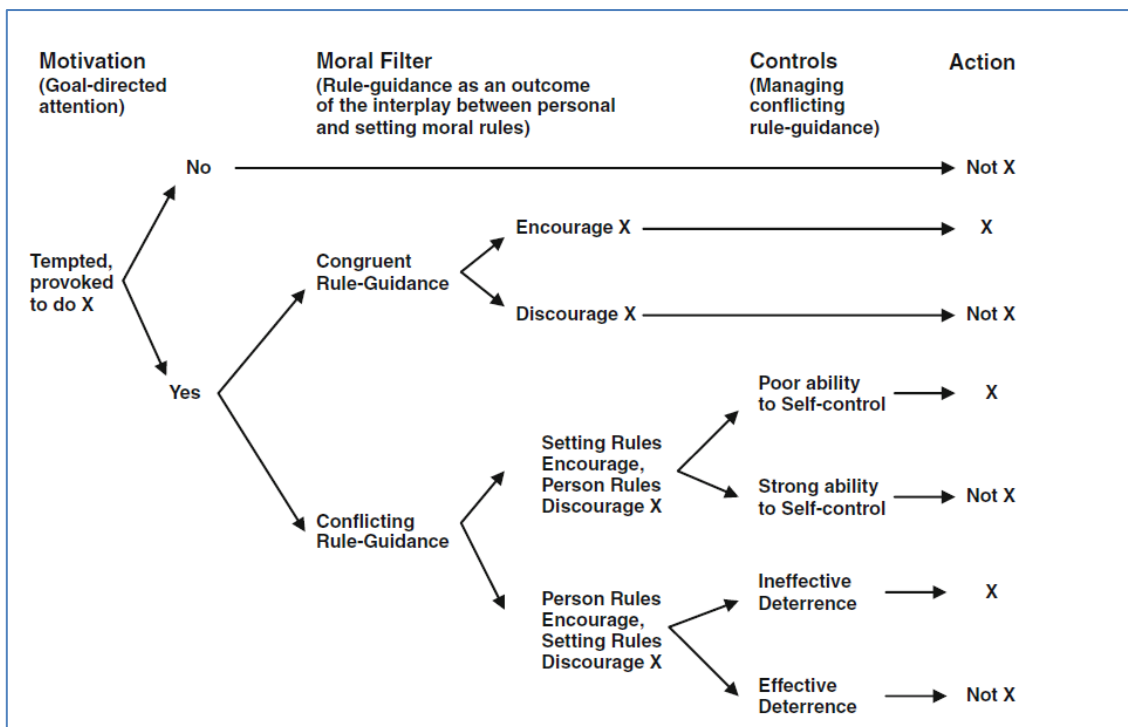 Motivation
(Goal-directed
attention)
Moral Filter
(Rule-guidance as an outcome
of the interplay between personal
and setting moral rules)
Controls
(Managing
conflicting
rule-guidance)
Action
No
Not X
Tempted,
provoked
to do X
Congruent
Rule-Guidance
Encourage X
X
Discourage X
Not X
Yes
Poor ability
to Self-control
X
Setting Rules
Encourage,
Person Rules
Discourage X
Strong ability
to Self-control
Not X
Conflicting
Rule-Guidance
Ineffective
Deterrence
X
Person Rules
Encourage,
Setting Rules
Discourage X
Effective
Deterrence
Not X